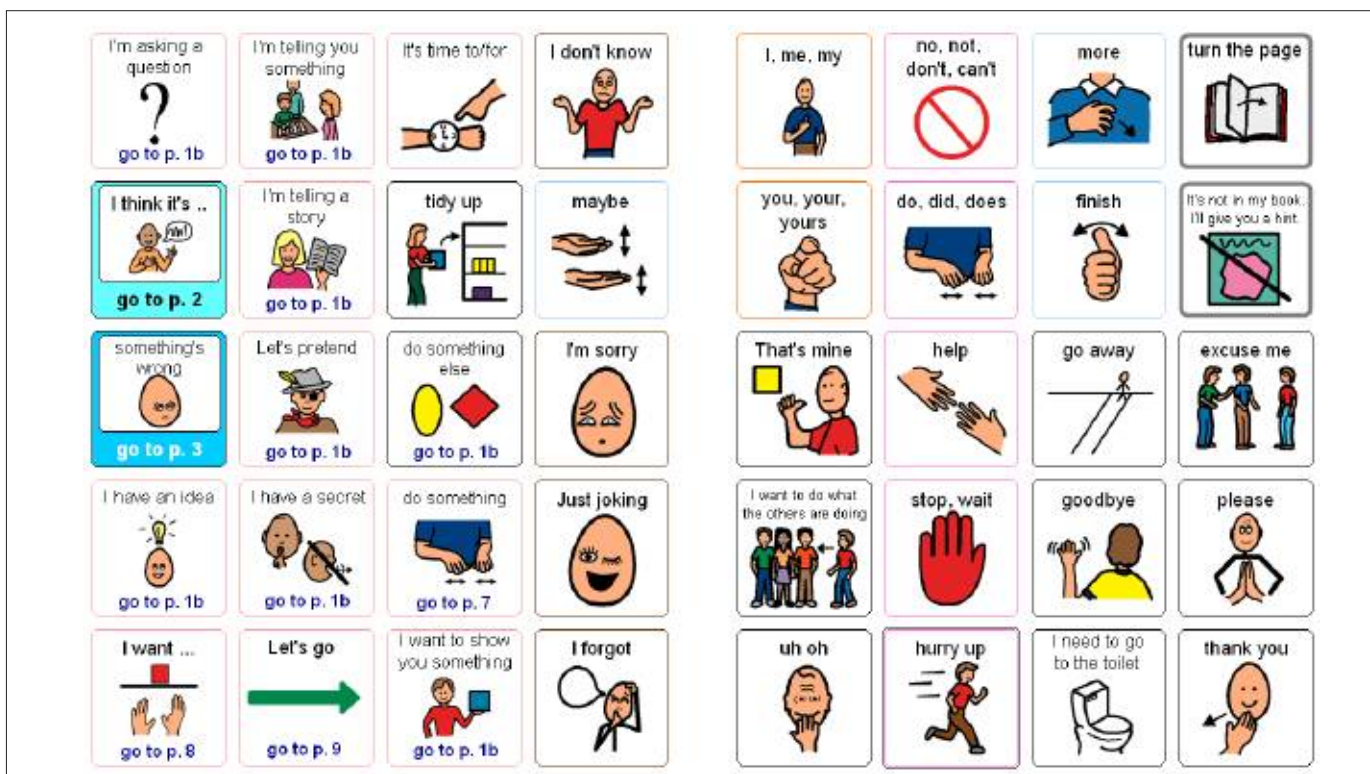 I'm asking a
question
go to p. 1b
I'm telling you
something
go to p. 1b
It's time to/for
I don't know
I think it's ..
now!
go to p. 2
I'm telling a
story
go to p. 1b
tidy up
maybe
something's
wrong
go to p. 3
Let's pretend
go to p. 1b
do something
else
go to p. 1b
I'm sorry
I have an idea
go to p. 1b
I have a secret
go to p. 1b
do something
go to p. 7
Just joking
I want ...
go to p. 8
Let's go
go to p. 9
I want to show
you something
go to p. 1b
I forgot
I, me, my
no, not,
don't, can't
more
turn the page
you, your,
yours
do, did, does
finish
It's not in my book.
I'll give you a hint.
That's mine
help
go away
excuse me
I want to do what
the others are doing
stop, wait
goodbye
please
uh oh
hurry up
I need to go
to the toilet
thank you